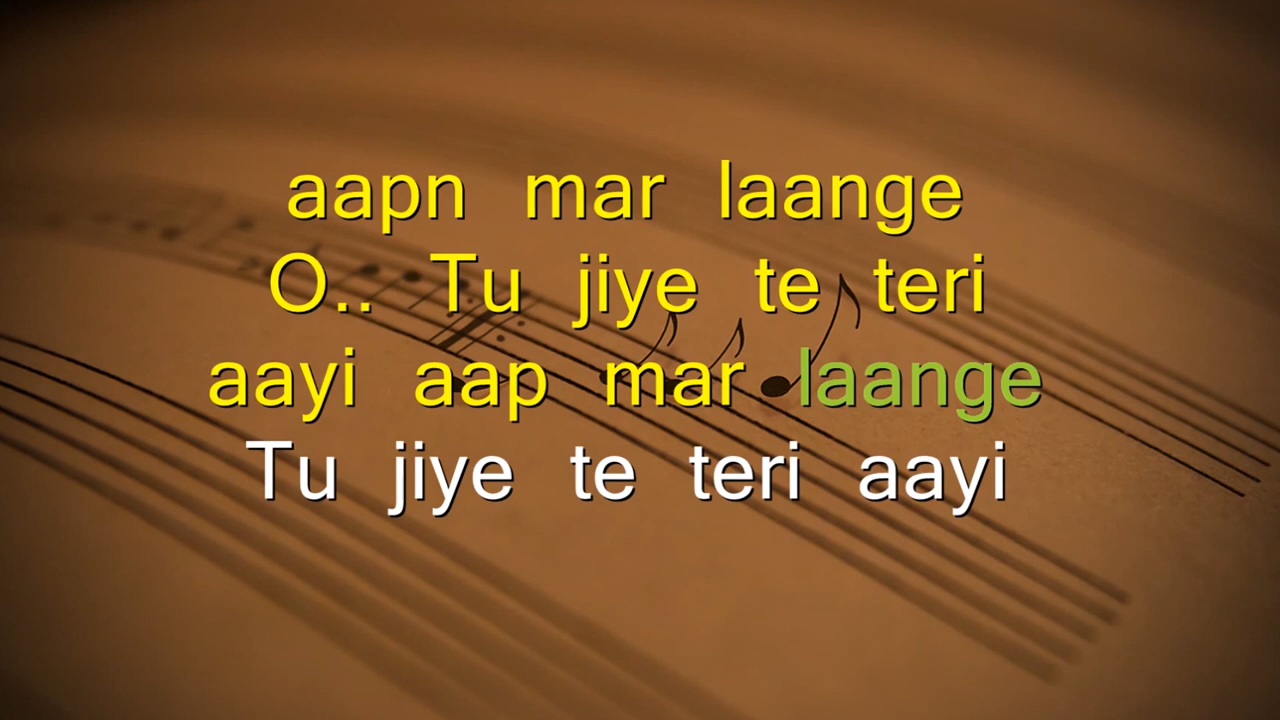 aapn mar laange
O.. Tu jiye te teri
aayi aap mar laange
Tu jiye te teri aayi